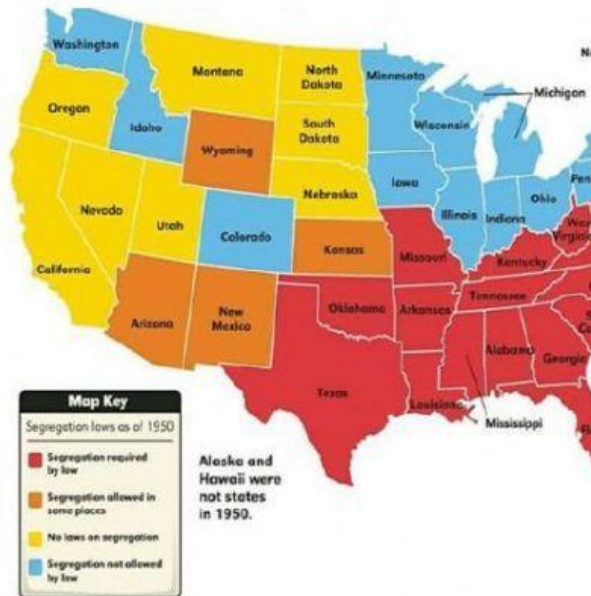 Washington
Montana
North
Dakota
Minnesota
Michigan
Oregon
Idaho
South
Dakota
Wisconsin
Wyoming
Nebraska
Iowa
Illinois
Indiana
Ohio
Nevada
Utah
Colorado
Kansas
Missouri
California
Kentucky
Arizona
New
Mexico
Oklahoma
Arkansas
Tennessee
Texas
Louisiana
Alabama
Georgia
Mississippi
Map Key
Segregation laws as of 1950
Segregation required
by law
Segregation allowed in
some places
No laws on segregation
Segregation not allowed
by law
Alaska and
Hawaii were
not states
in 1950.